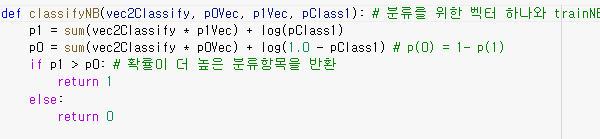 def classifyNB(vec2Classify, p0Vec, p1Vec, pClass1): # 분류를 위한 벡터 하나와 trainNB
    p1 = sum(vec2Classify * p1Vec) + log(pClass1)
    p0 = sum(vec2Classify * p0Vec) + log(1.0 - pClass1) # p(0) = 1- p(1)
    if p1 > p0: # 확률이 더 높은 분류항목을 반환
        return 1
    else:
        return 0